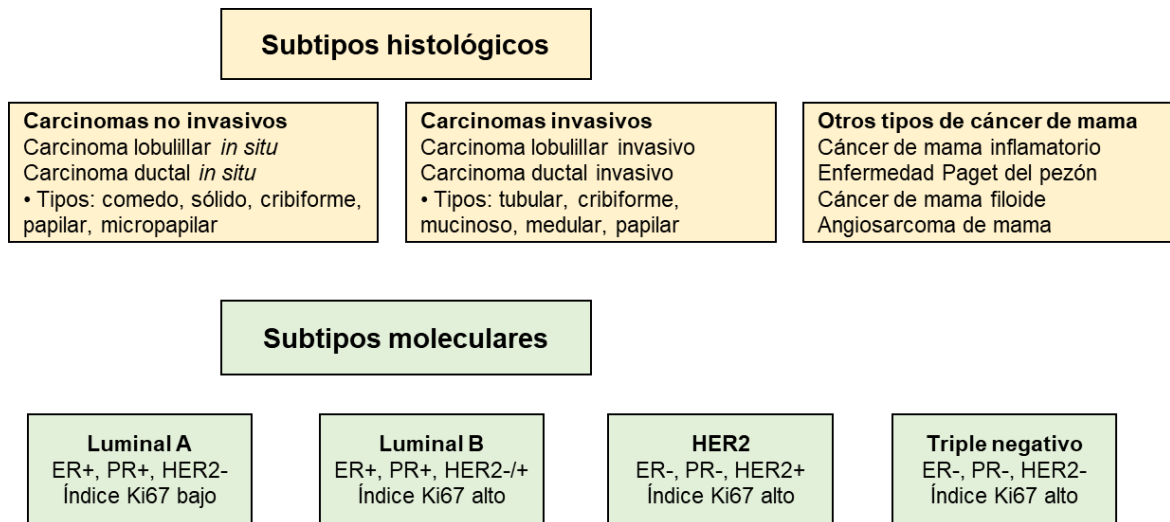 Subtipos histológicos
Carcinomas no invasivos
Carcinoma lobulillar in situ
Carcinoma ductal in situ
• Tipos: comedo, sólido, cribiforme,
papilar, micropapilar
Carcinomas invasivos
Carcinoma lobulillar invasivo
Carcinoma ductal invasivo
• Tipos: tubular, cribiforme,
mucinoso, medular, papilar
Otros tipos de cáncer de mama
Cáncer de mama inflamatorio
Enfermedad Paget del pezón
Cáncer de mama filoide
Angiosarcoma de mama
Subtipos moleculares
Luminal A
ER+, PR+, HER2-
Índice Ki67 bajo
Luminal B
ER+, PR+, HER2-/+
Índice Ki67 alto
HER2
ER-, PR-, HER2+
Índice Ki67 alto
Triple negativo
ER-, PR-, HER2-
Índice Ki67 alto